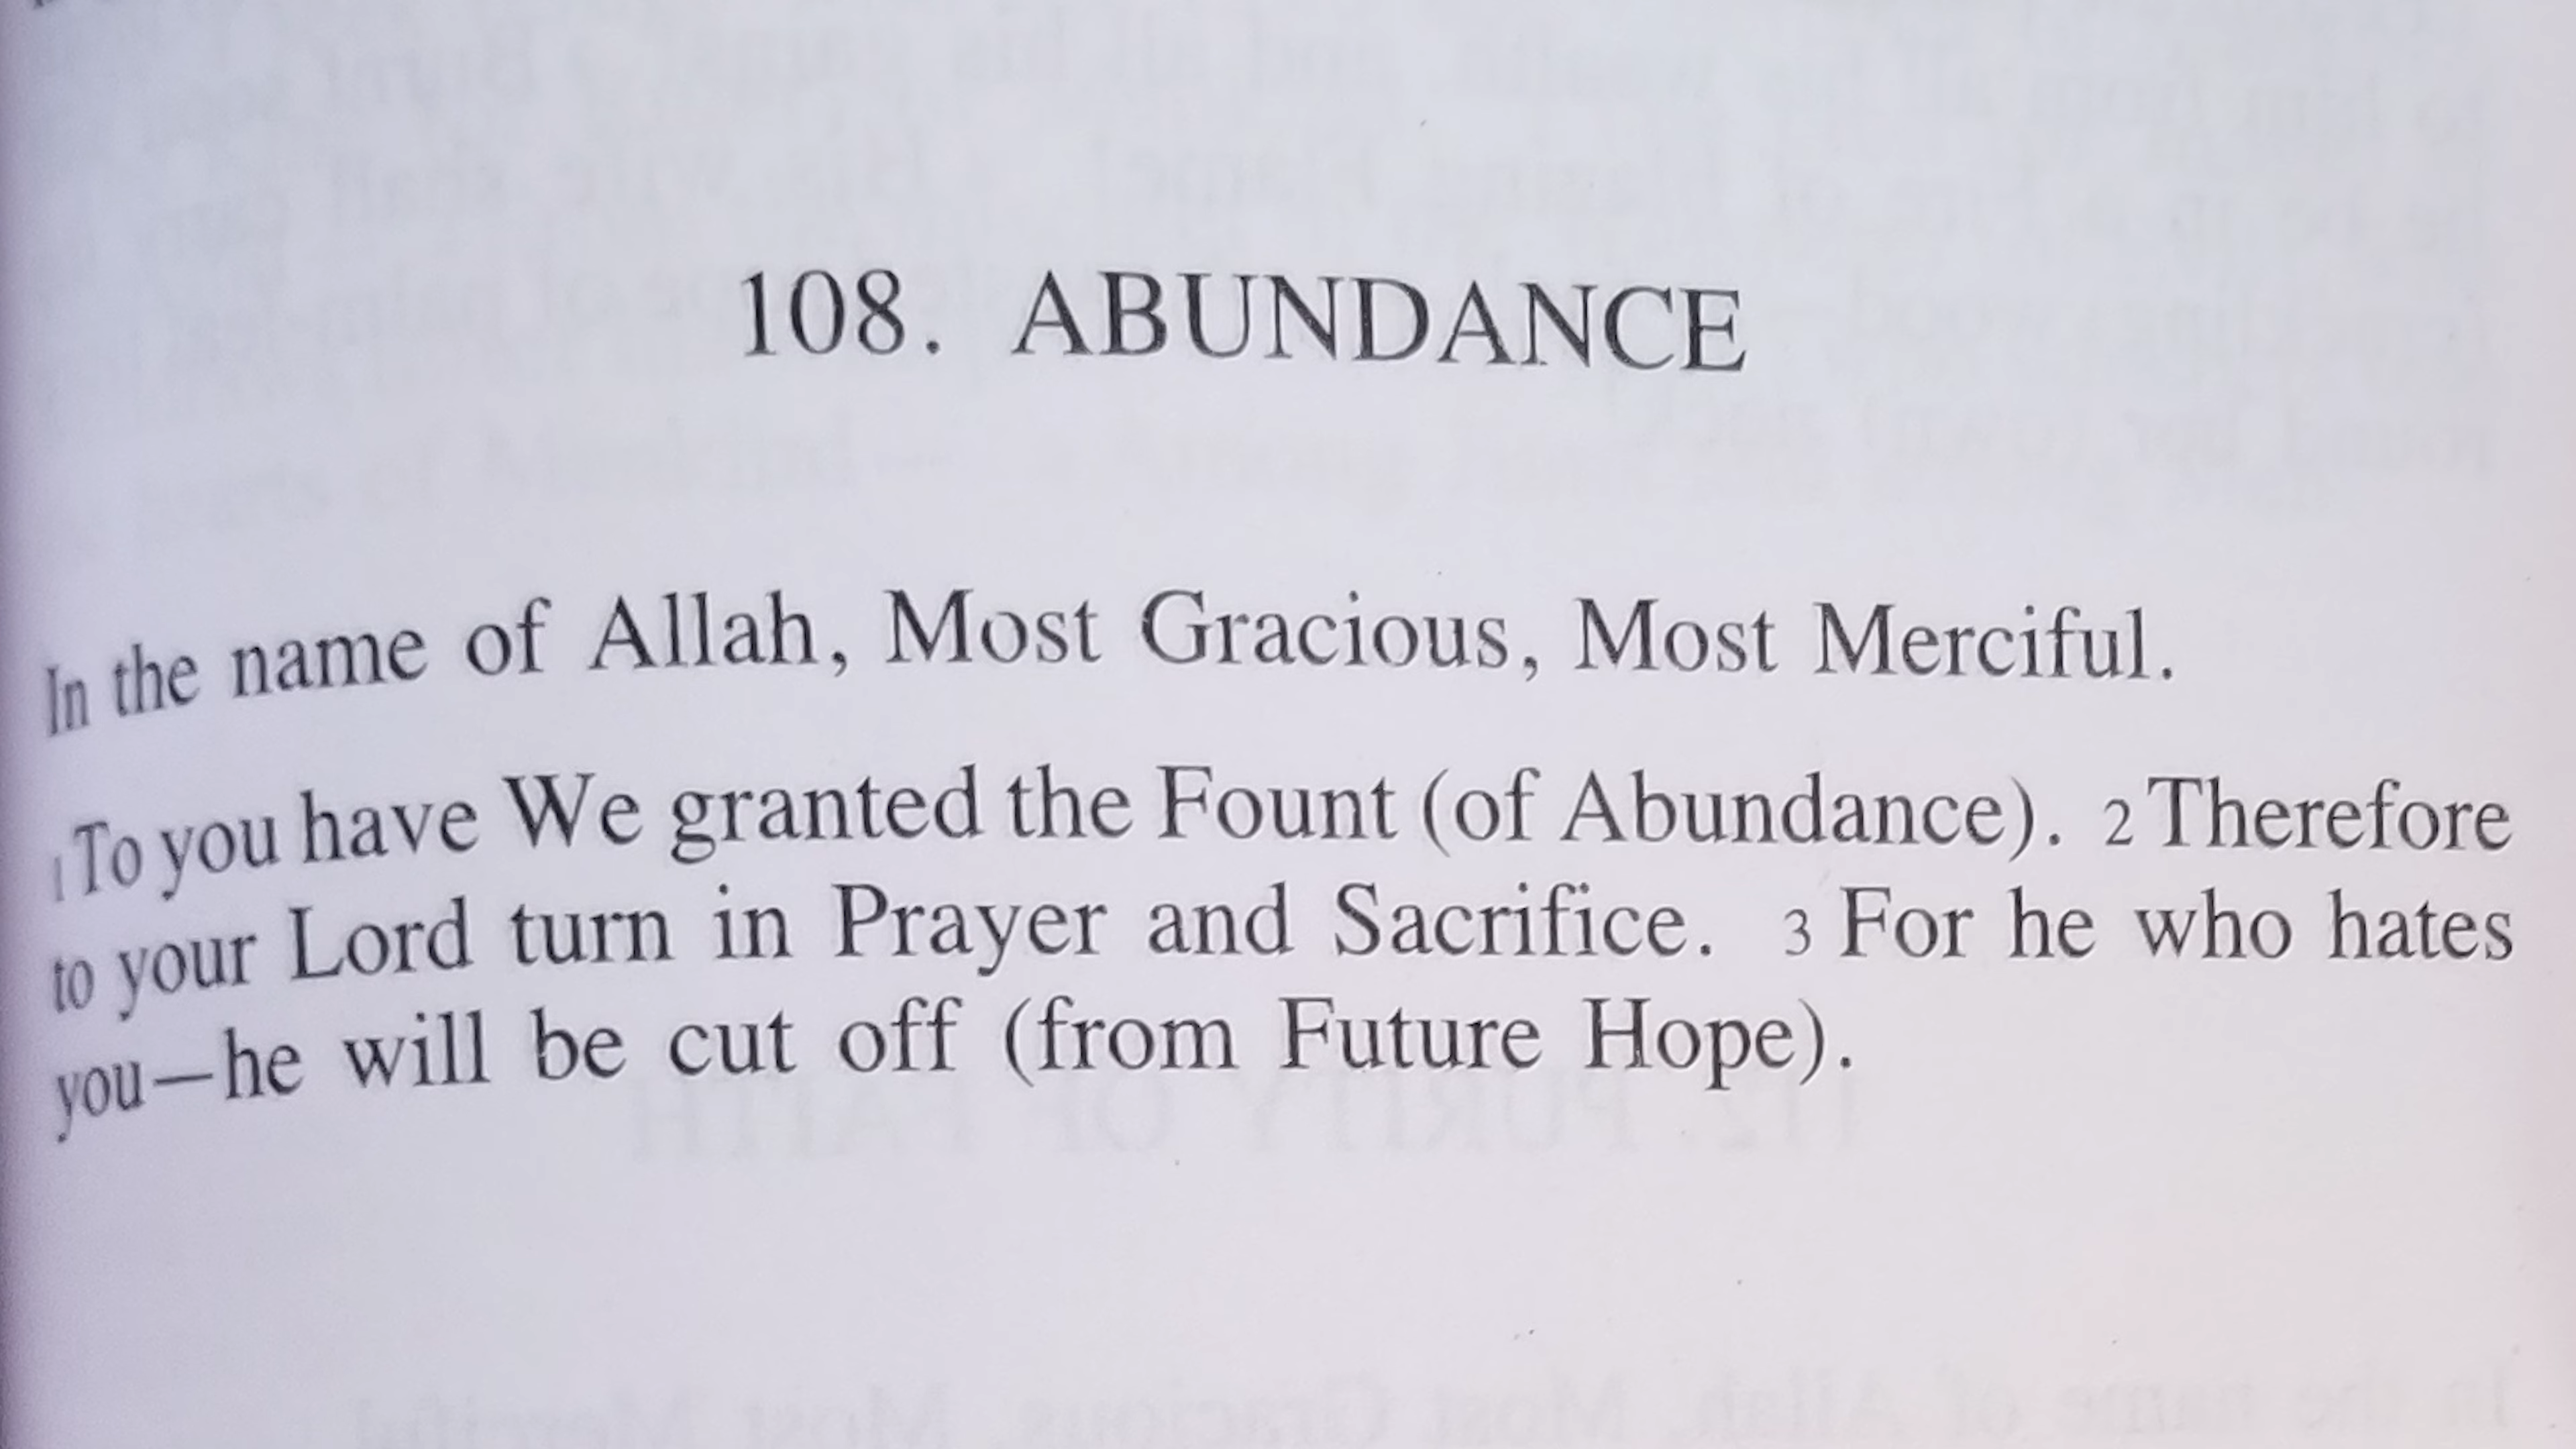 108. ABUNDANCE
In the name of Allah, Most Gracious, Most Merciful.
1 To you have We granted the Fount (of Abundance). 2 Therefore
to your Lord turn in Prayer and Sacrifice. 3 For he who hates
you—he will be cut off (from Future Hope).